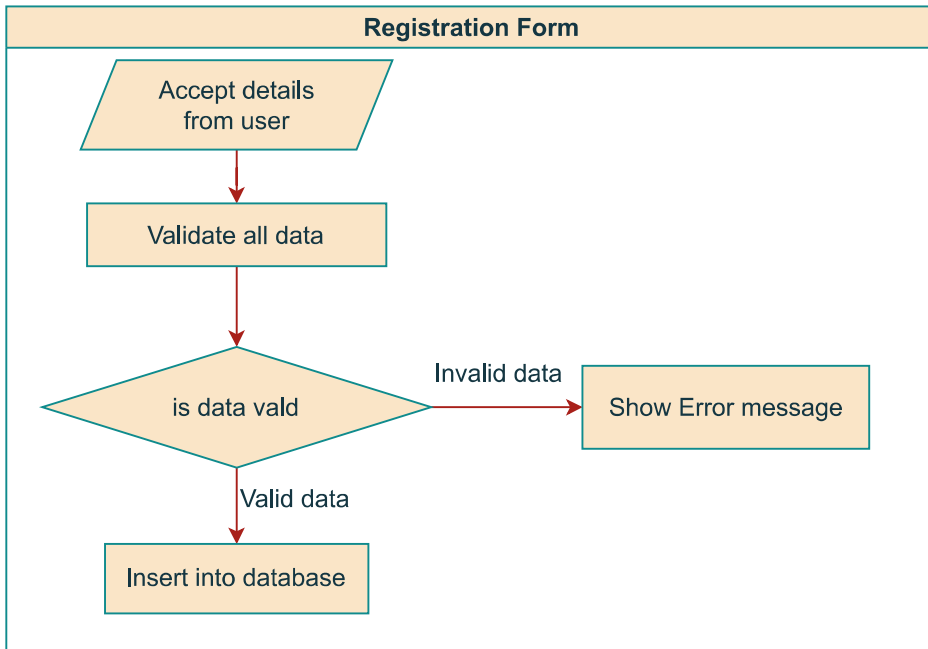 Registration Form
Accept details
from user
Validate all data
is data vald
Invalid data
Show Error message
Valid data
Insert into database